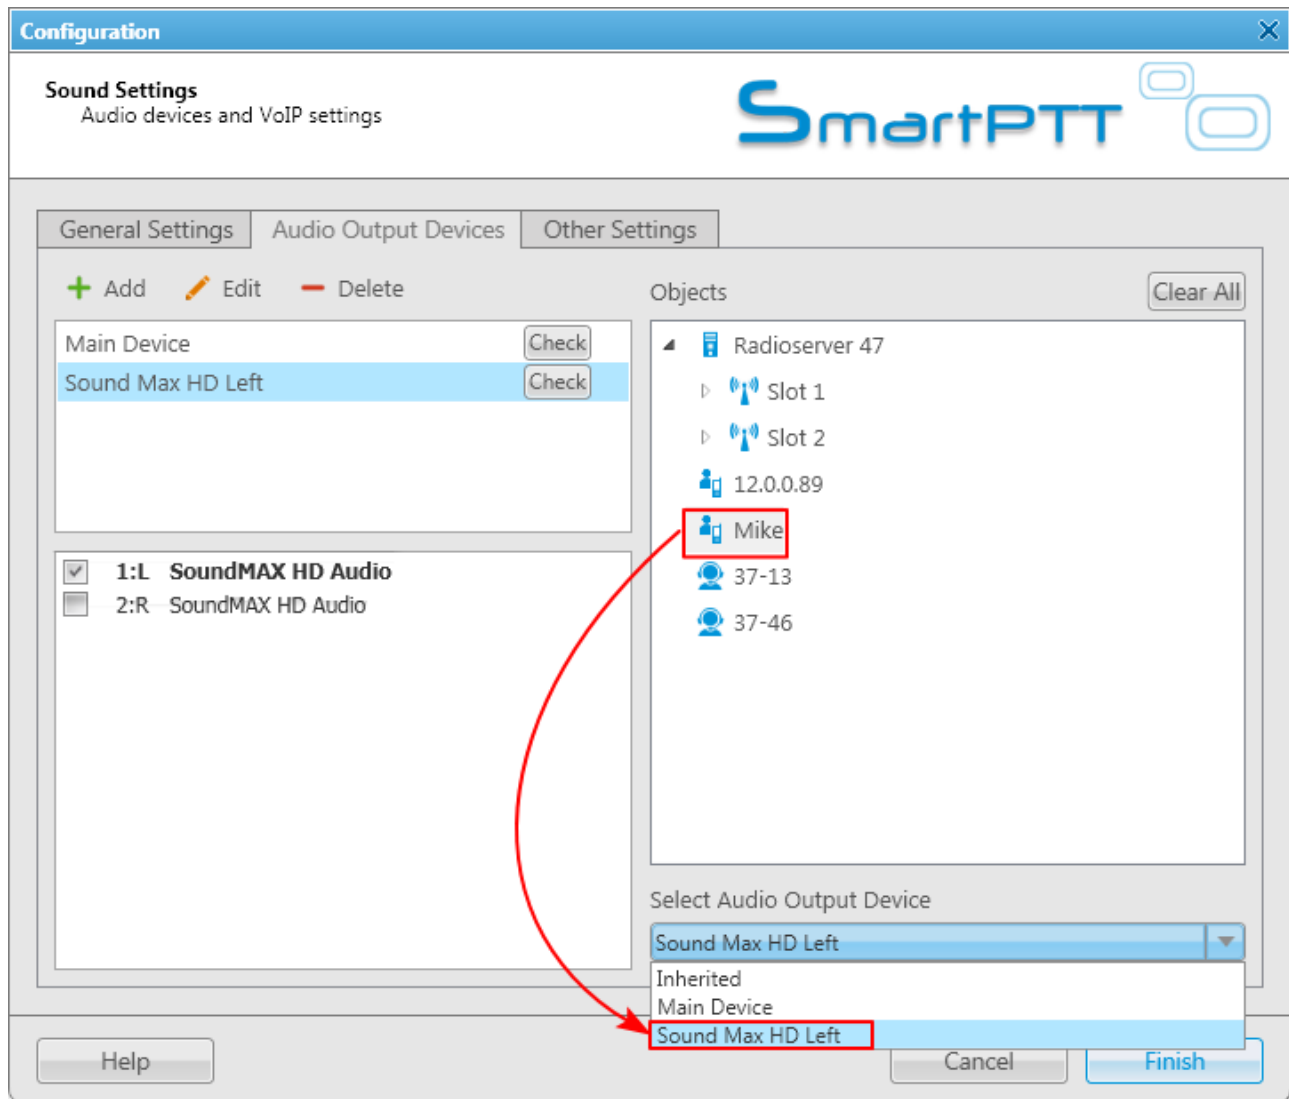 Configuration
Sound Settings
Audio devices and VoIP settings
SmartPTT
General Settings
Audio Output Devices
Other Settings
Add
Edit
Delete
Main Device
Check
Sound Max HD Left
Check
1:L SoundMAX HD Audio
2:R SoundMAX HD Audio
Objects
Clear All
Radioserver 47
Slot 1
Slot 2
12.0.0.89
Mike
37-13
37-46
Select Audio Output Device
Sound Max HD Left
Inherited
Main Device
Sound Max HD Left
Help
Cancel
Finish